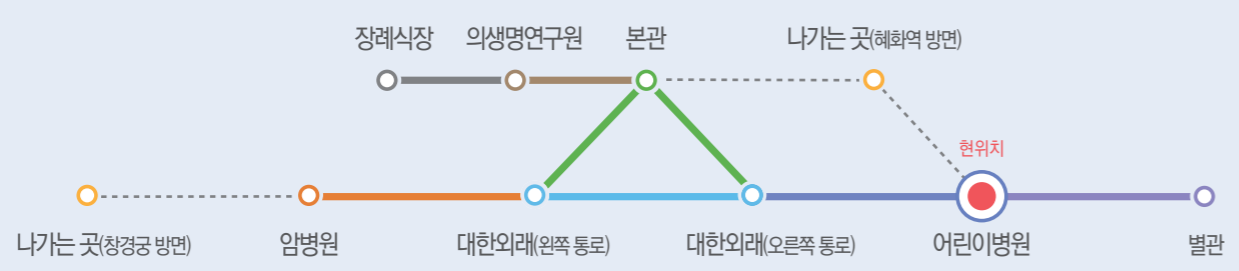 장례식장 의생명연구원 본관 나가는 곳(혜화역 방면)
현위치
나가는 곳(창경궁 방면) 암병원 대한외래(왼쪽 통로) 대한외래(오른쪽 통로) 어린이병원 별관